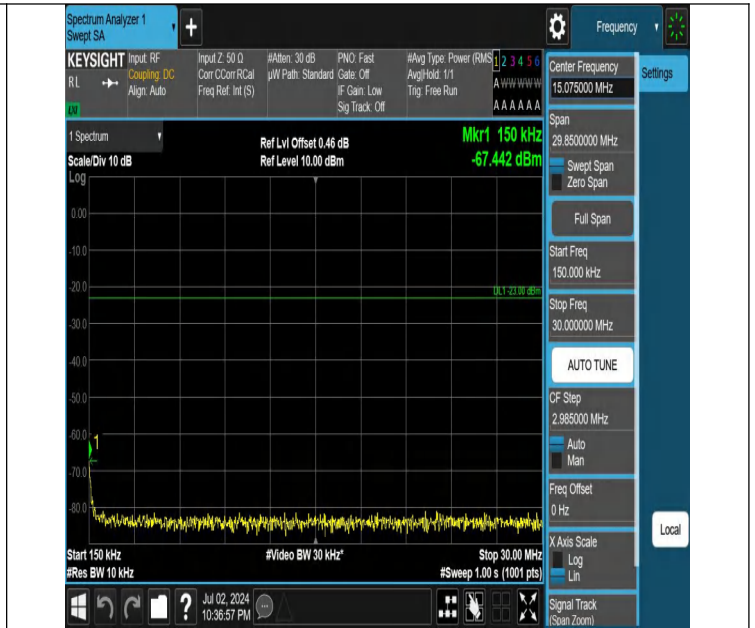 Spectrum Analyzer 1
Swept SA
+
Frequency
KEYSIGHT
RL
LXI
Input: RF
Coupling: DC
Align: Auto
Input Z: 50 Ω
Corr CCorr RCal
Freq Ref: Int (S)
#Atten: 30 dB
µW Path: Standard
PNO: Fast
Gate: Off
IF Gain: Low
Sig Track: Off
#Avg Type: Power (RMS
Avg|Hold: 1/1
Trig: Free Run
1 2 3 4 5 6
A W W W W W
A A A A A A
1 Spectrum
Scale/Div 10 dB
Log
Ref Lvl Offset 0.46 dB
Ref Level 10.00 dBm
Mkr1 150 kHz
-67.442 dBm
0.00
-10.0
-20.0
DL1 -23.00 dBm
-30.0
-40.0
-50.0
-60.0
1
-70.0
-80.0
Start 150 kHz
#Res BW 10 kHz
#Video BW 30 kHz*
Stop 30.00 MHz
#Sweep 1.00 s (1001 pts)
Center Frequency
15.075000 MHz
Settings
Span
29.8500000 MHz
Swept Span
Zero Span
Full Span
Start Freq
150.000 kHz
Stop Freq
30.000000 MHz
AUTO TUNE
CF Step
2.985000 MHz
Auto
Man
Freq Offset
0 Hz
X Axis Scale
Log
Lin
Local
Signal Track
(Span Zoom)
?
Jul 02, 2024
10:36:57 PM